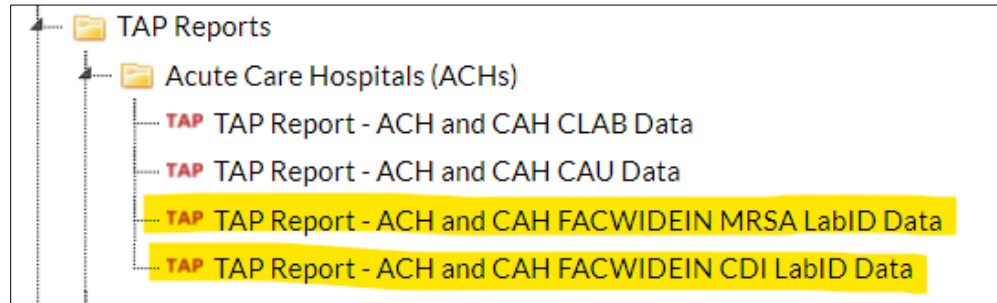 TAP Reports
Acute Care Hospitals (ACHs)
TAP TAP Report - ACH and CAH CLAB Data
TAP TAP Report - ACH and CAH CAU Data
TAP TAP Report - ACH and CAH FACWIDEIN MRSA LabID Data
TAP TAP Report - ACH and CAH FACWIDEIN CDI LabID Data